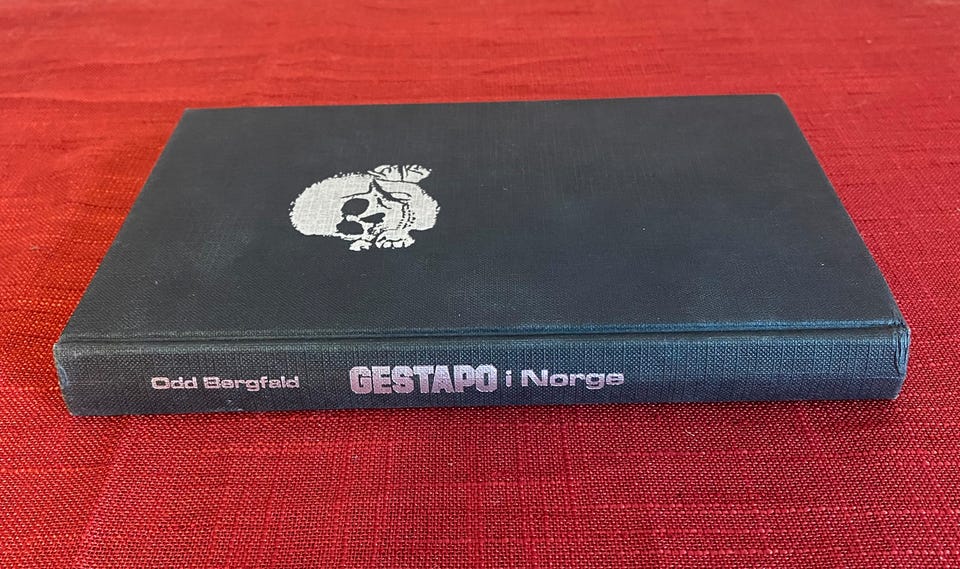 Odd Bergfald GESTAPO i Norge